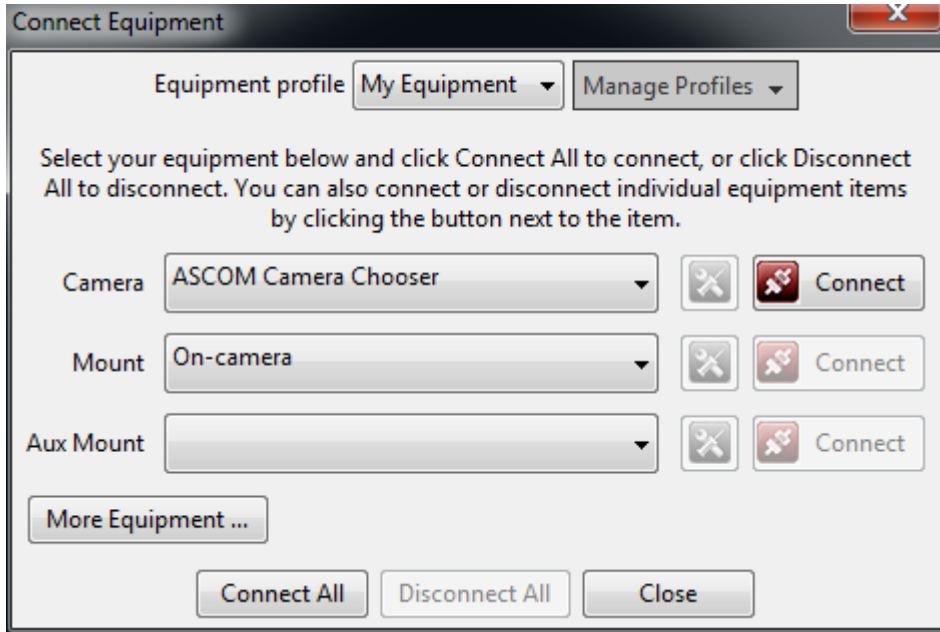 Connect Equipment
Equipment profile My Equipment Manage Profiles
Select your equipment below and click Connect All to connect, or click Disconnect
All to disconnect. You can also connect or disconnect individual equipment items
by clicking the button next to the item.
Camera ASCOM Camera Chooser Connect
Mount On-camera Connect
Aux Mount Connect
More Equipment ...
Connect All Disconnect All Close